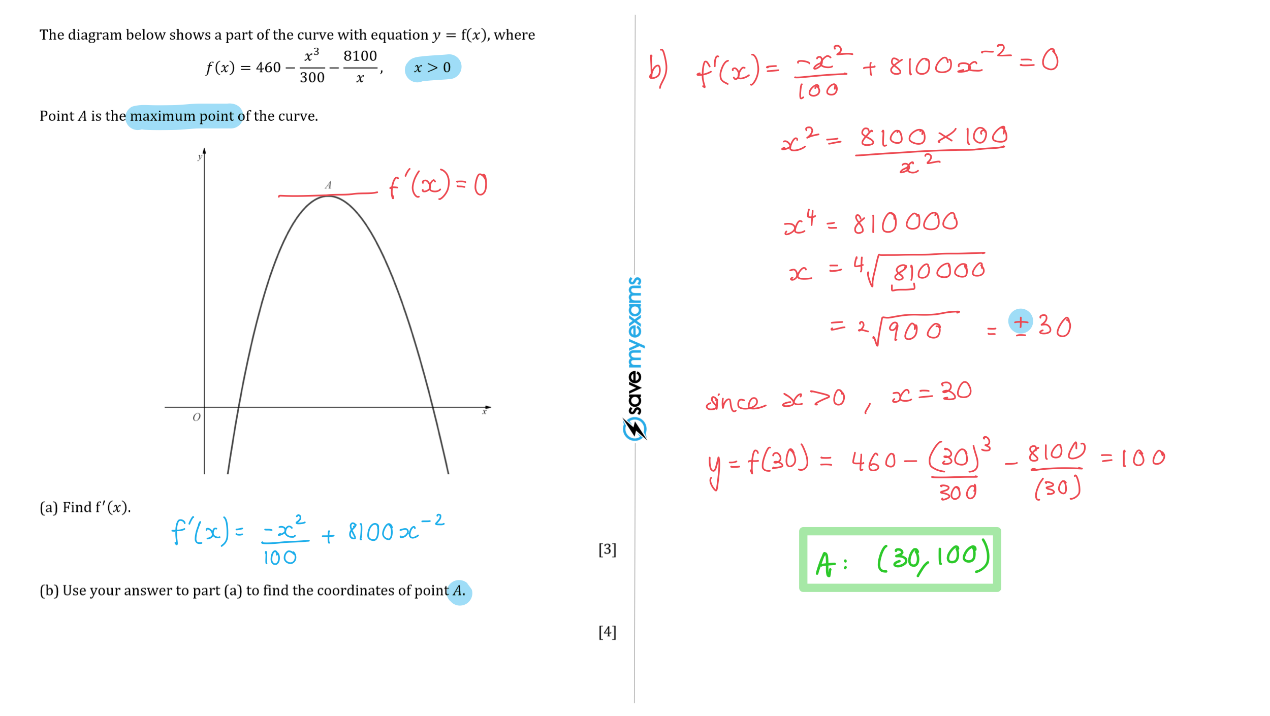 The diagram below shows a part of the curve with equation y = f(x), where
f(x) = 460 − x³/300 − 8100/x, x > 0
Point A is the maximum point of the curve.
y
A
f'(x) = 0
O
x
(a) Find f′(x).
f'(x) = -x²/100 + 8100x⁻²
[3]
(b) Use your answer to part (a) to find the coordinates of point A.
[4]
savemyexams
b) f'(x) = -x²/100 + 8100x⁻² = 0
x² = 8100 × 100/x²
x⁴ = 810 000
x = ⁴√810000
= ²√900 = ±30
since x > 0, x = 30
y = f(30) = 460 − (30)³/300 − 8100/(30) = 100
A: (30, 100)